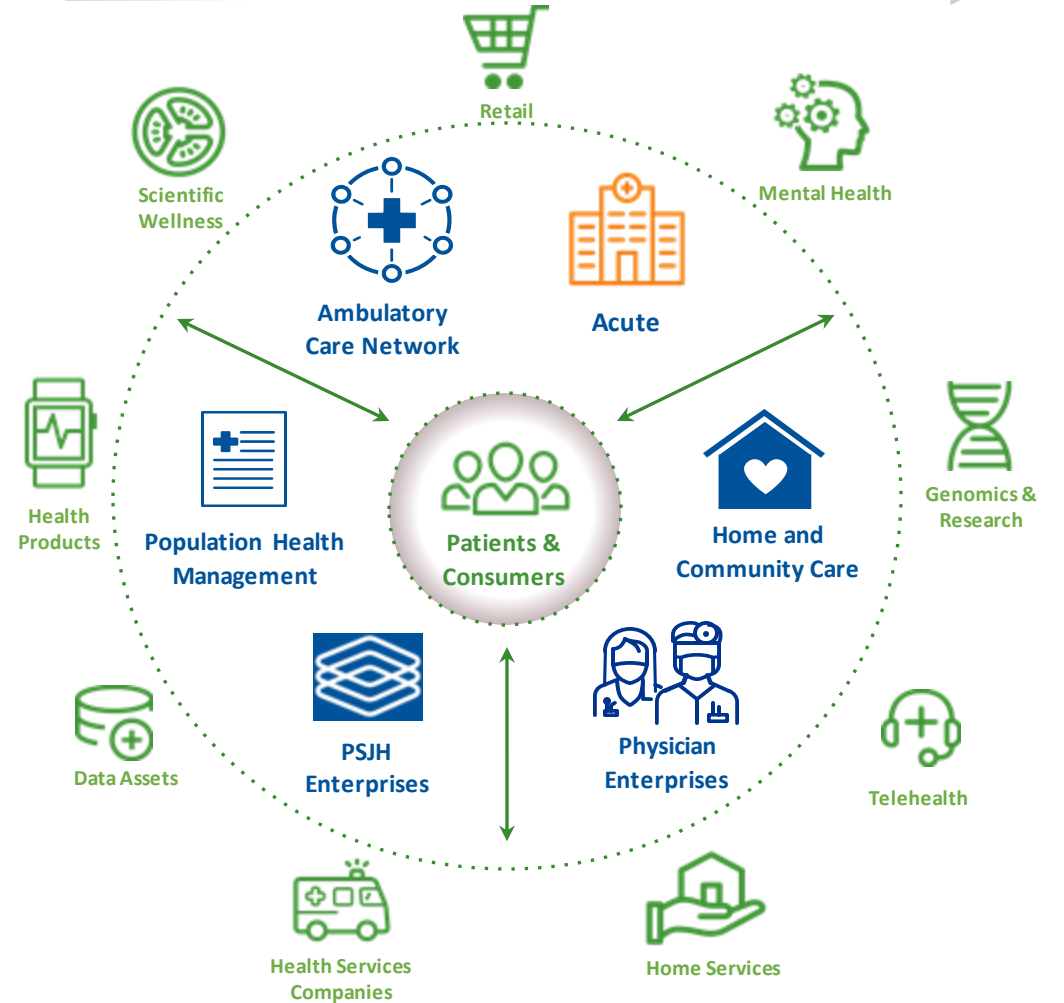 Retail
Scientific
Wellness
Mental Health
Ambulatory
Care Network
Acute
Health
Products
Population Health
Management
Patients &
Consumers
Home and
Community Care
Genomics &
Research
Data Assets
PSJH
Enterprises
Physician
Enterprises
Telehealth
Health Services
Companies
Home Services